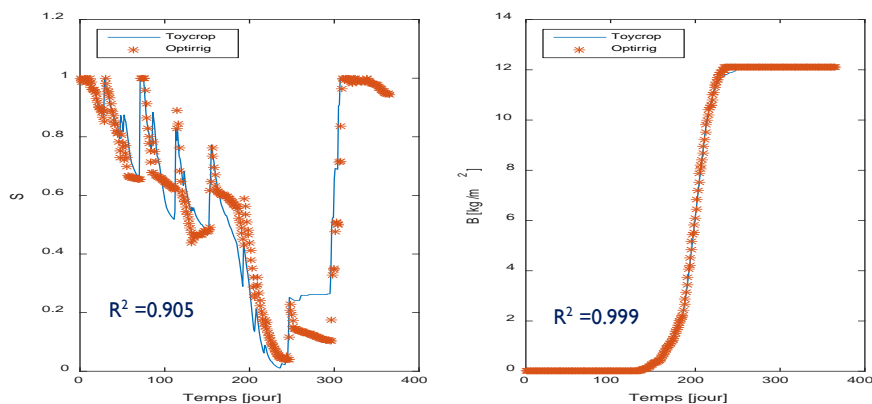 1.2
1
0.8
0.6
0.4
0.2
0
S
Toycrop
Optirrig
R² =0.905
0 100 200 300 400
Temps [jour]
14
12
10
8
6
4
2
0
B [kg/m²]
Toycrop
Optirrig
R² =0.999
0 100 200 300 400
Temps [jour]